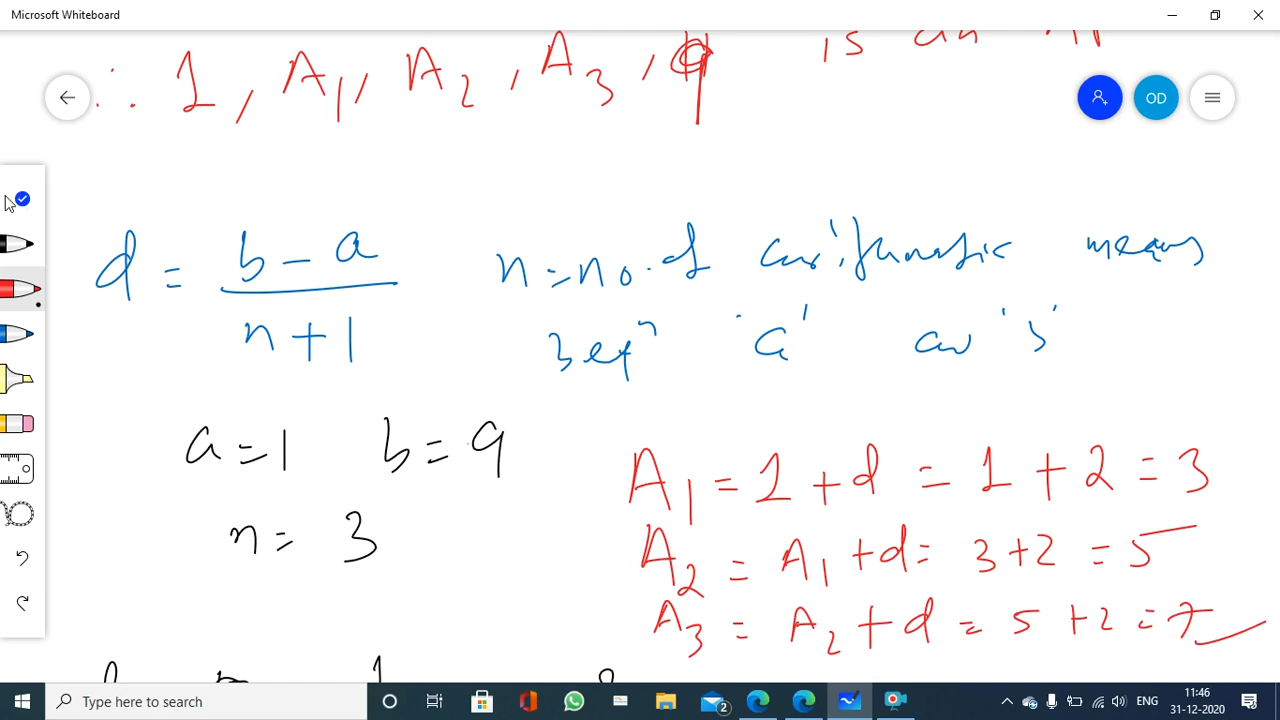 Microsoft Whiteboard
∴ 1, A₁, A₂, A₃, 9 is an
OD
d = b - a / n + 1
n = no. of arithmetic means
betn 'a' and 'b'
a = 1 b = 9
n = 3
A₁ = 1 + d = 1 + 2 = 3
A₂ = A₁ + d = 3 + 2 = 5
A₃ = A₂ + d = 5 + 2 = 7
Type here to search
2
ENG
11:46
31-12-2020